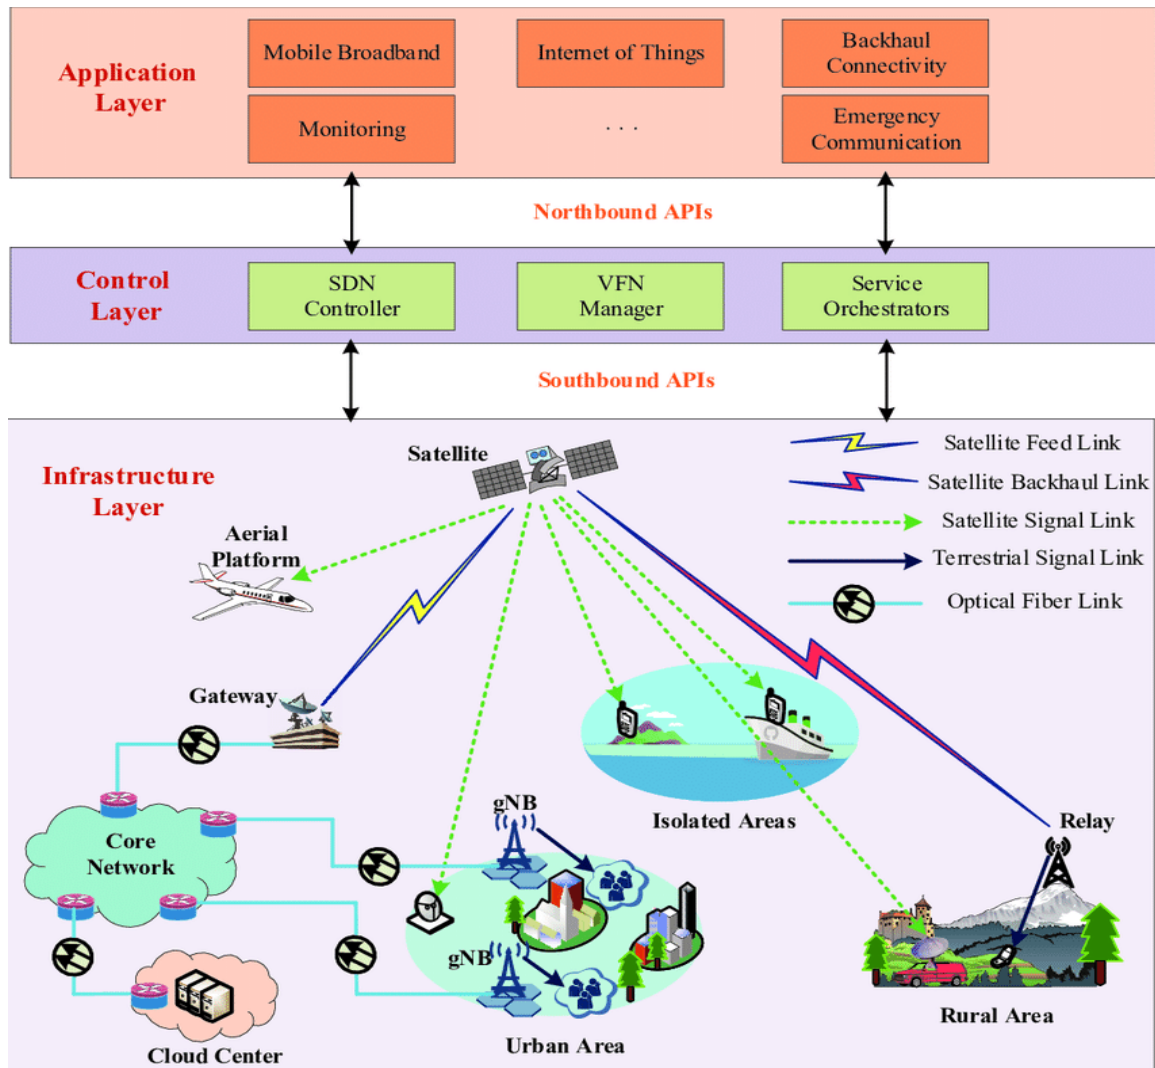 Application
Layer
Mobile Broadband
Internet of Things
Backhaul
Connectivity
Monitoring
. . .
Emergency
Communication
Northbound APIs
Control
Layer
SDN
Controller
VFN
Manager
Service
Orchestrators
Southbound APIs
Infrastructure
Layer
Satellite
Satellite Feed Link
Satellite Backhaul Link
Satellite Signal Link
Terrestrial Signal Link
Optical Fiber Link
Aerial
Platform
Gateway
Isolated Areas
Relay
gNB
Core
Network
gNB
Rural Area
Urban Area
Cloud Center